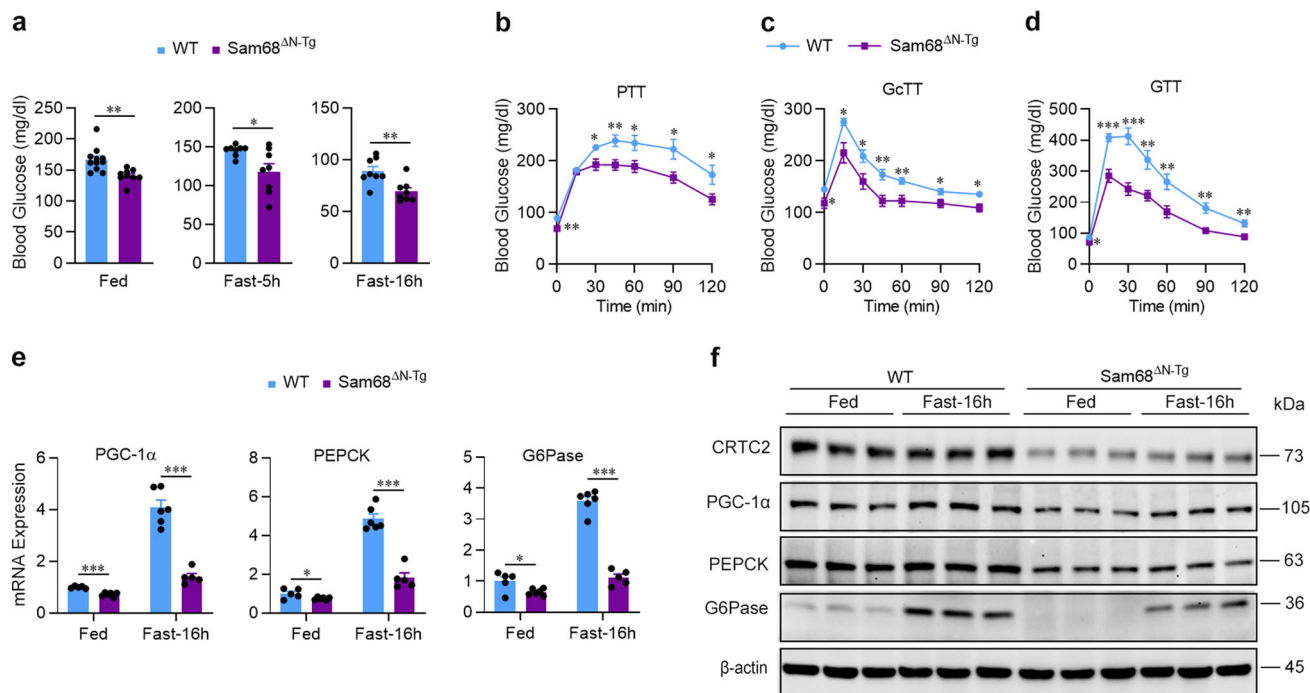 a
WT Sam68ΔN-Tg
Blood Glucose (mg/dl)
250
200
150
100
50
0
**
Fed
200
150
100
50
0
*
Fast-5h
150
100
50
0
**
Fast-16h
b
PTT
Blood Glucose (mg/dl)
300
200
100
0
** * ** * * *
0 30 60 90 120
Time (min)
WT Sam68ΔN-Tg
c
GcTT
Blood Glucose (mg/dl)
300
200
100
0
* * * ** ** * *
0 30 60 90 120
Time (min)
d
GTT
Blood Glucose (mg/dl)
500
400
300
200
100
0
* *** *** ** ** ** **
0 30 60 90 120
Time (min)
e
WT Sam68ΔN-Tg
mRNA Expression
PGC-1α
6
4
2
0
*** ***
Fed Fast-16h
PEPCK
8
6
4
2
0
* ***
Fed Fast-16h
G6Pase
5
4
3
2
1
0
* ***
Fed Fast-16h
f
WT Sam68ΔN-Tg
Fed Fast-16h Fed Fast-16h kDa
CRTC2 73
PGC-1α 105
PEPCK 63
G6Pase 36
β-actin 45